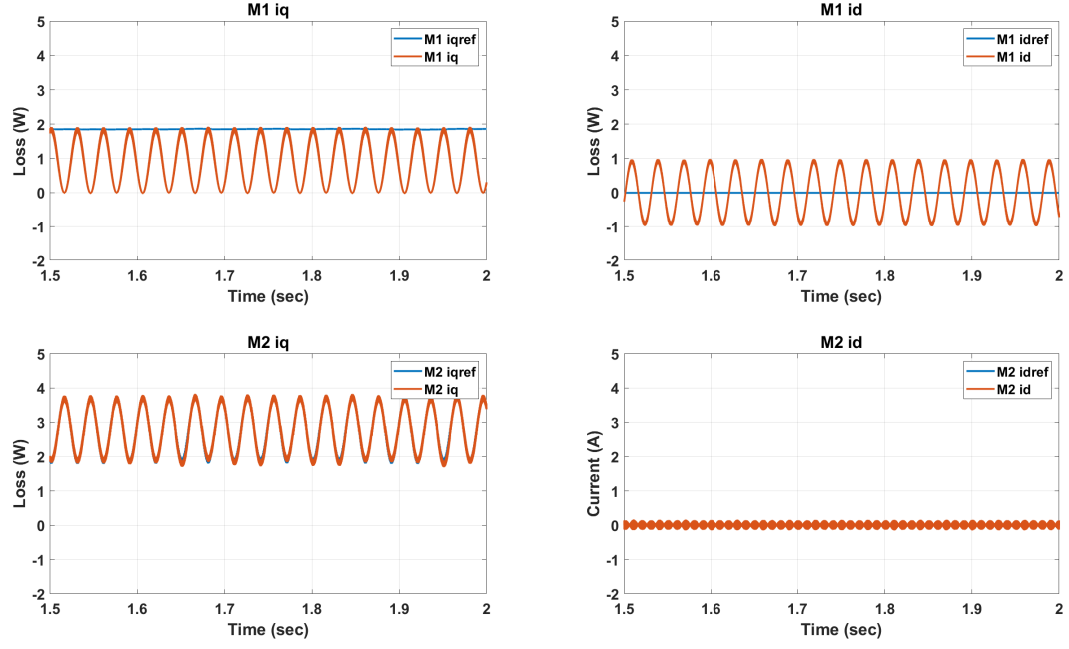 M1 iq
5
4
3
2
1
0
-1
-2
Loss (W)
M1 iqref
M1 iq
1.5
1.6
1.7
1.8
1.9
2
Time (sec)
M1 id
5
4
3
2
1
0
-1
-2
Loss (W)
M1 idref
M1 id
1.5
1.6
1.7
1.8
1.9
2
Time (sec)
M2 iq
5
4
3
2
1
0
-1
-2
Loss (W)
M2 iqref
M2 iq
1.5
1.6
1.7
1.8
1.9
2
Time (sec)
M2 id
5
4
3
2
1
0
-1
-2
Current (A)
M2 idref
M2 id
1.5
1.6
1.7
1.8
1.9
2
Time (sec)